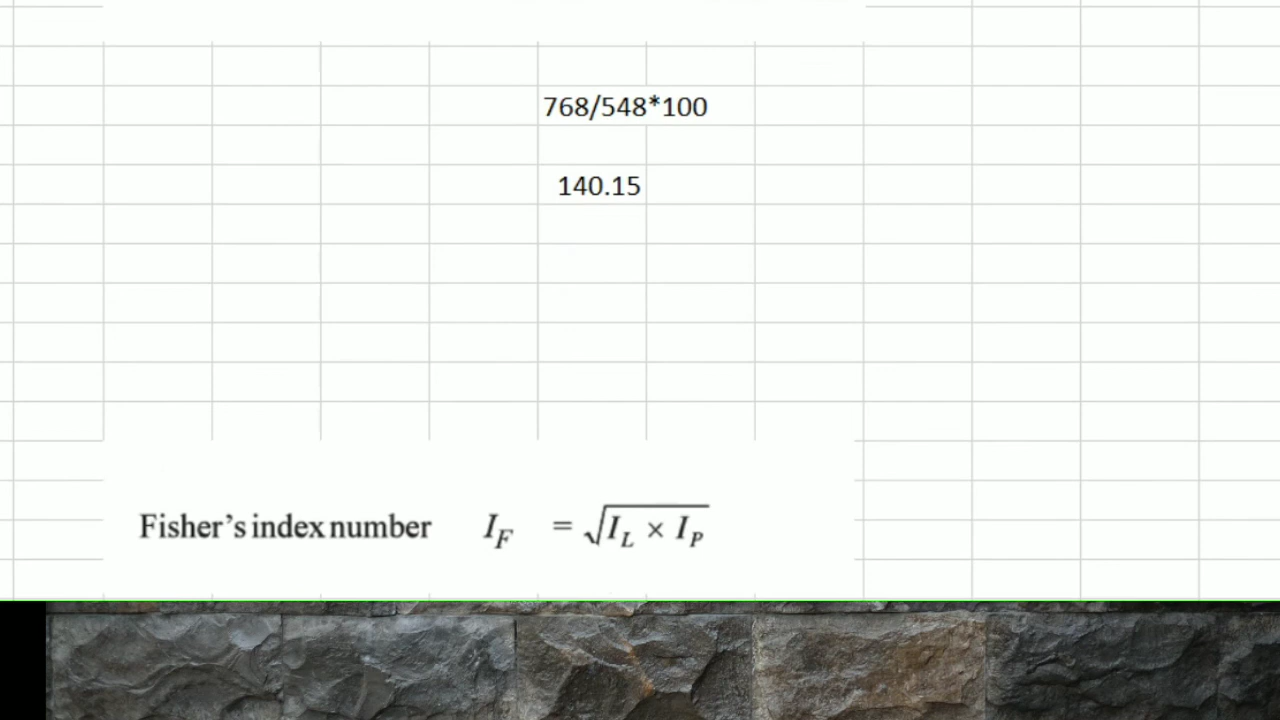 768/548*100
140.15
Fisher's index number I_F = √I_L × I_P